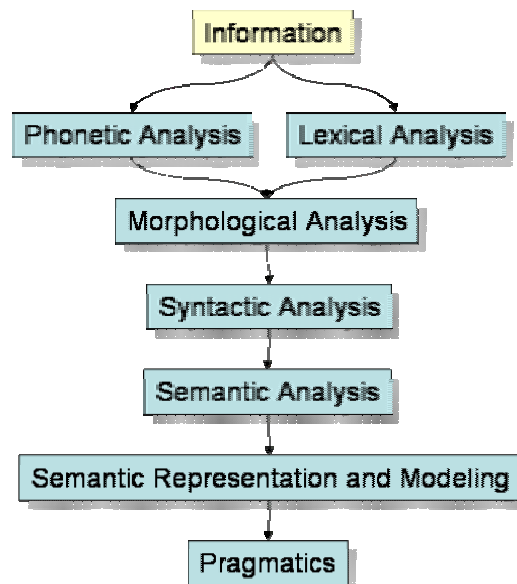 Information
Phonetic Analysis
Lexical Analysis
Morphological Analysis
Syntactic Analysis
Semantic Analysis
Semantic Representation and Modeling
Pragmatics